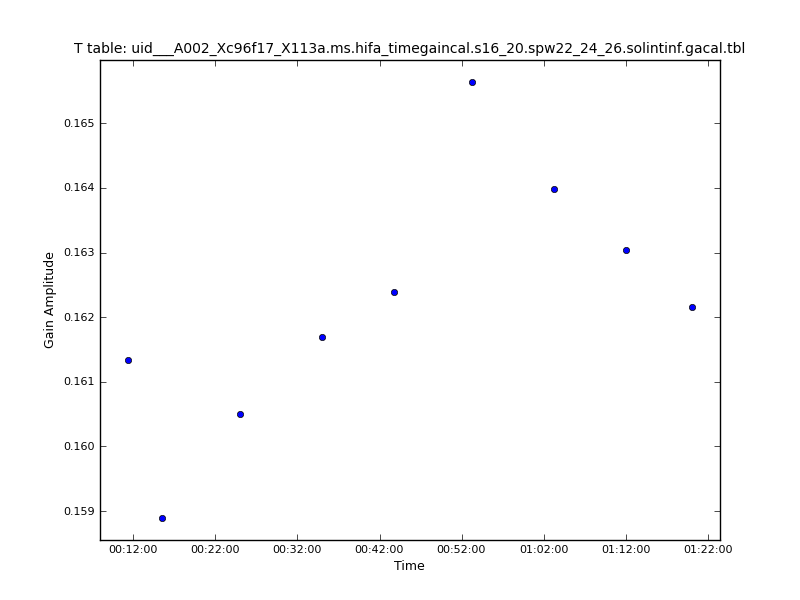 T table: uid___A002_Xc96f17_X113a.ms.hifa_timegaincal.s16_20.spw22_24_26.solintinf.gacal.tbl
Gain Amplitude
0.165
0.164
0.163
0.162
0.161
0.160
0.159
00:12:00 00:22:00 00:32:00 00:42:00 00:52:00 01:02:00 01:12:00 01:22:00
Time